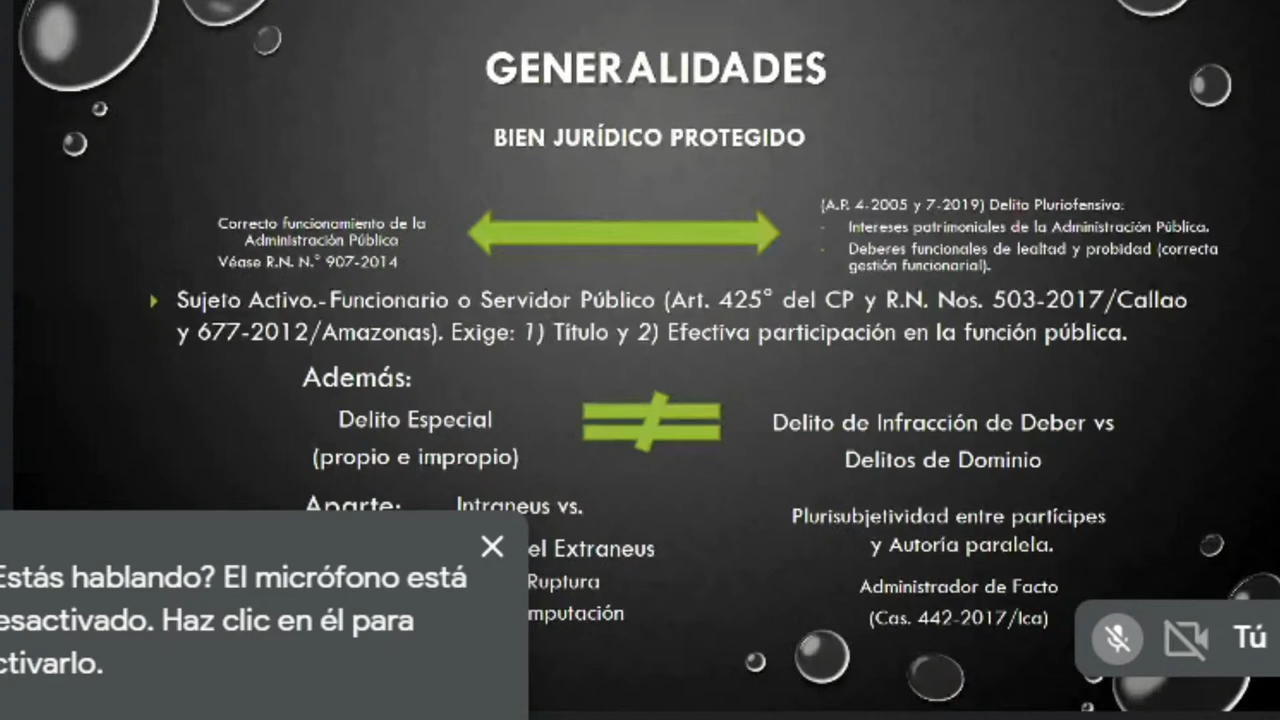 GENERALIDADES
BIEN JURÍDICO PROTEGIDO
Correcto funcionamiento de la
Administración Pública
Véase R.N. N.° 907-2014
(A.P. 4-2005 y 7-2019) Delito Pluriofensivo:
- Intereses patrimoniales de la Administración Pública.
- Deberes funcionales de lealtad y probidad (correcta
gestión funcionarial).
Sujeto Activo.- Funcionario o Servidor Público (Art. 425° del CP y R.N. Nos. 503-2017/Callao
y 677-2012/Amazonas). Exige: 1) Título y 2) Efectiva participación en la función pública.
Además:
Delito Especial
(propio e impropio)
Delito de Infracción de Deber vs
Delitos de Dominio
Aparte: Intraneus vs.
el Extraneus
Ruptura
mputación
Plurisubjetividad entre partícipes
y Autoría paralela.
Administrador de Facto
(Cas. 442-2017/Ica)
Estás hablando? El micrófono está
esactivado. Haz clic en él para
ctivarlo.
Tú